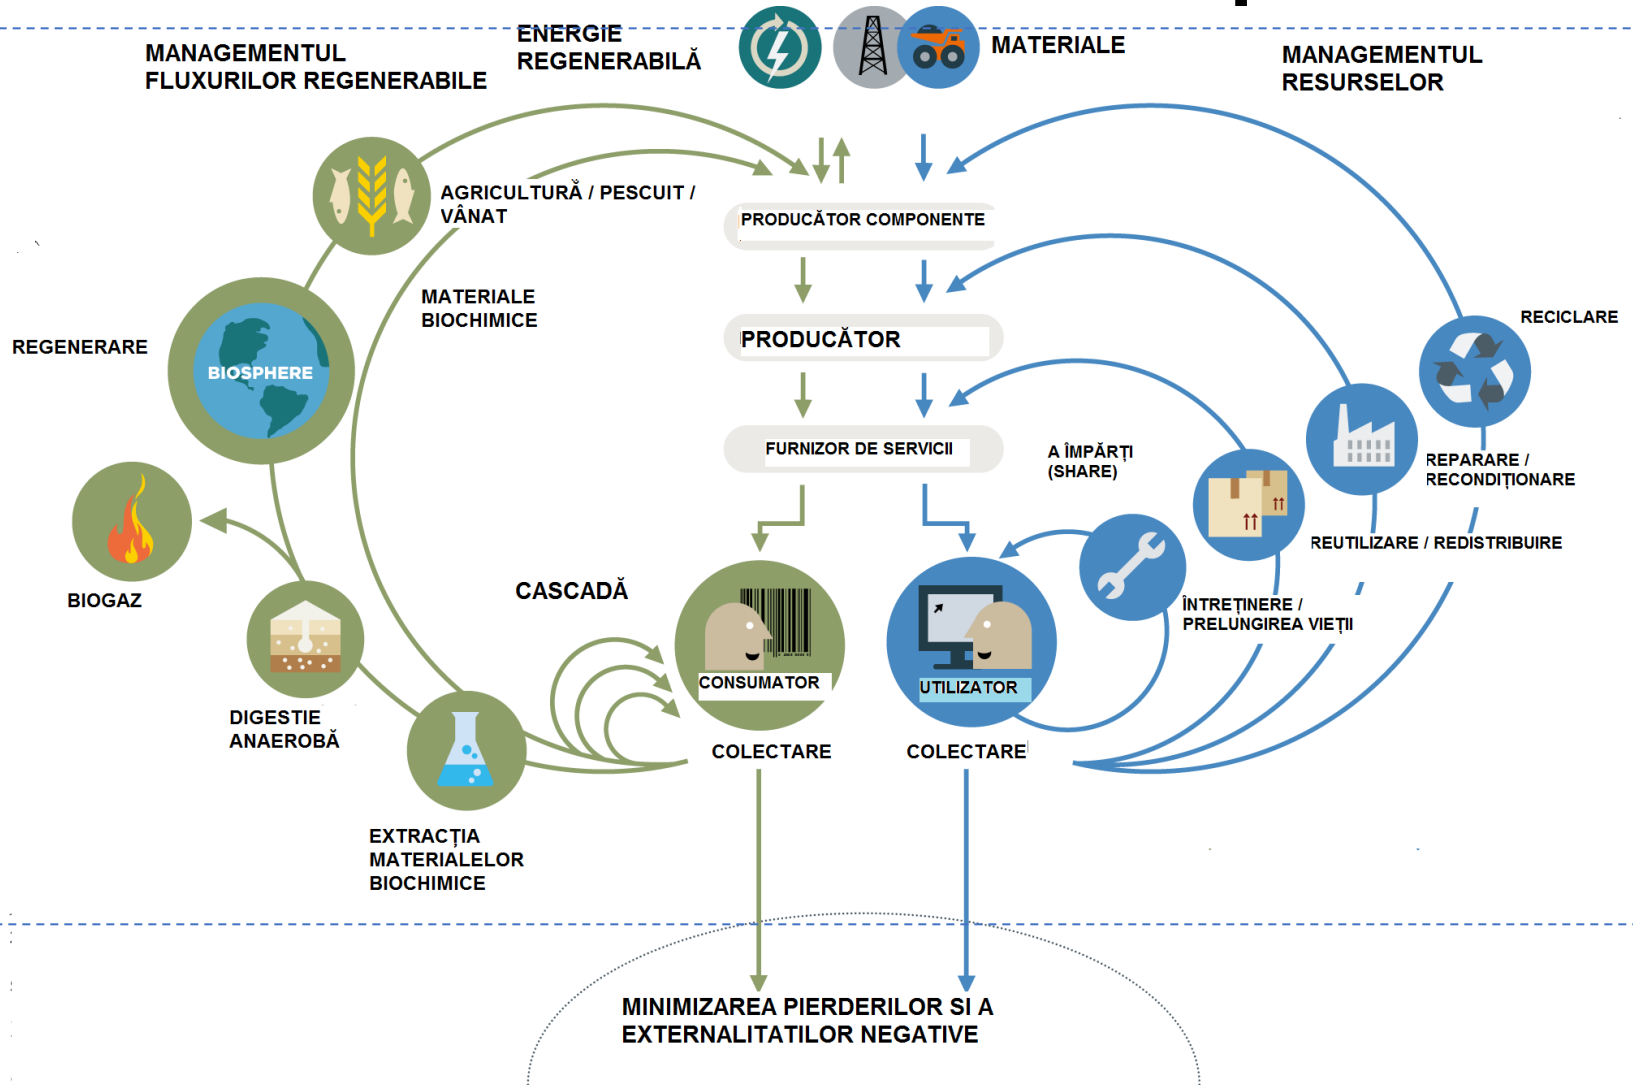 MANAGEMENTUL
FLUXURILOR REGENERABILE
ENERGIE
REGENERABILĂ
MATERIALE
MANAGEMENTUL
RESURSELOR
AGRICULTURĂ / PESCUIT /
VÂNAT
PRODUCĂTOR COMPONENTE
MATERIALE
BIOCHIMICE
REGENERARE
BIOSPHERE
PRODUCĂTOR
RECICLARE
FURNIZOR DE SERVICII
A ÎMPĂRȚI
(SHARE)
REPARARE /
RECONDIȚIONARE
REUTILIZARE / REDISTRIBUIRE
BIOGAZ
CASCADĂ
ÎNTREȚINERE /
PRELUNGIREA VIEȚII
CONSUMATOR
UTILIZATOR
DIGESTIE
ANAEROBĂ
COLECTARE
COLECTARE
EXTRACȚIA
MATERIALELOR
BIOCHIMICE
MINIMIZAREA PIERDERILOR SI A
EXTERNALITATILOR NEGATIVE